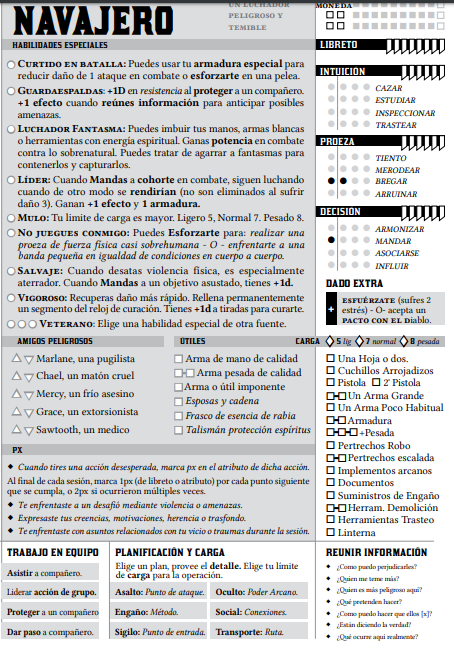 NAVAJERO
UN LUCHADOR
PELIGROSO Y
TEMIBLE
MONEDA
HABILIDADES ESPECIALES
CURTIDO EN BATALLA: Puedes usar tu armadura especial para
reducir daño de 1 ataque en combate o esforzarte en una pelea.
GUARDAESPALDAS: +1D en resistencia al proteger a un compañero.
+1 efecto cuando reúnes información para anticipar posibles
amenazas.
LUCHADOR FANTASMA: Puedes imbuir tus manos, armas blancas
o herramientas con energía espiritual. Ganas potencia en combate
contra lo sobrenatural. Puedes tratar de agarrar a fantasmas para
contenerlos y capturarlos.
LÍDER: Cuando Mandas a cohorte en combate, siguen luchando
cuando de otro modo se rendirían (no son eliminados al sufrir
daño 3). Ganan +1 efecto y 1 armadura.
MULO: Tu limite de carga es mayor. Ligero 5, Normal 7. Pesado 8.
NO JUEGUES CONMIGO: Puedes Esforzarte para: realizar una
proeza de fuerza física casi sobrehumana - O - enfrentarte a una
banda pequeña en igualdad de condiciones en cuerpo a cuerpo.
SALVAJE: Cuando desatas violencia física, es especialmente
aterrador. Cuando Mandas a un objetivo asustado, tienes +1d.
VIGOROSO: Recuperas daño más rápido. Rellena permanentemente
un segmento del reloj de curación. Tienes +1d a tiradas para curarte.
VETERANO: Elige una habilidad especial de otra fuente.
LIBRETO
INTUICIÓN
CAZAR
ESTUDIAR
INSPECCIONAR
TRASTEAR
PROEZA
TIENTO
MERODEAR
BREGAR
ARRUINAR
DECISIÓN
ARMONIZAR
MANDAR
ASOCIARSE
INFLUIR
DADO EXTRA
+
ESFUÉRZATE (sufres 2
estrés) - O- acepta un
PACTO CON EL Diablo.
AMIGOS PELIGROSOS
Marlane, una pugilista
Chael, un matón cruel
Mercy, un frío asesino
Grace, un extorsionista
Sawtooth, un medico
ÚTILES
CARGA 5 lig 7 normal 8 pesada
Arma de mano de calidad
Arma pesada de calidad
Arma o útil imponente
Esposas y cadena
Frasco de esencia de rabia
Talismán protección espíritus
Una Hoja o dos.
Cuchillos Arrojadizos
Pistola 2ª Pistola
Un Arma Grande
Un Arma Poco Habitual
Armadura
+Pesada
Pertrechos Robo
Pertrechos escalada
Implementos arcanos
Documentos
Suministros de Engaño
Herram. Demolición
Herramientas Trasteo
Linterna
PX
Cuando tires una acción desesperada, marca px en el atributo de dicha acción.
Al final de cada sesión, marca 1px (de libreto o atributo) por cada punto siguiente
que se cumpla, o 2px si ocurrieron múltiples veces.
Te enfrentaste a un desafió mediante violencia o amenazas.
Expresaste tus creencias, motivaciones, herencia o trasfondo.
Te enfrentaste con asuntos relacionados con tu vicio o traumas durante la sesión.
TRABAJO EN EQUIPO
Asistir a compañero.
Liderar acción de grupo.
Proteger a un compañero
Dar paso a compañero.
PLANIFICACIÓN Y CARGA
Elige un plan, provee el detalle. Elige tu límite
de carga para la operación.
Asalto: Punto de ataque.
Oculto: Poder Arcano.
Engaño: Método.
Social: Conexiones.
Sigilo: Punto de entrada.
Transporte: Ruta.
REUNIR INFORMACIÓN
¿Como puedo perjudicarles?
¿Quien me teme más?
¿Quien es más peligroso aquí?
¿Qué pretenden hacer?
¿Como puedo hacer que ellos [x]?
¿Están diciendo la verdad?
¿Qué ocurre aquí realmente?